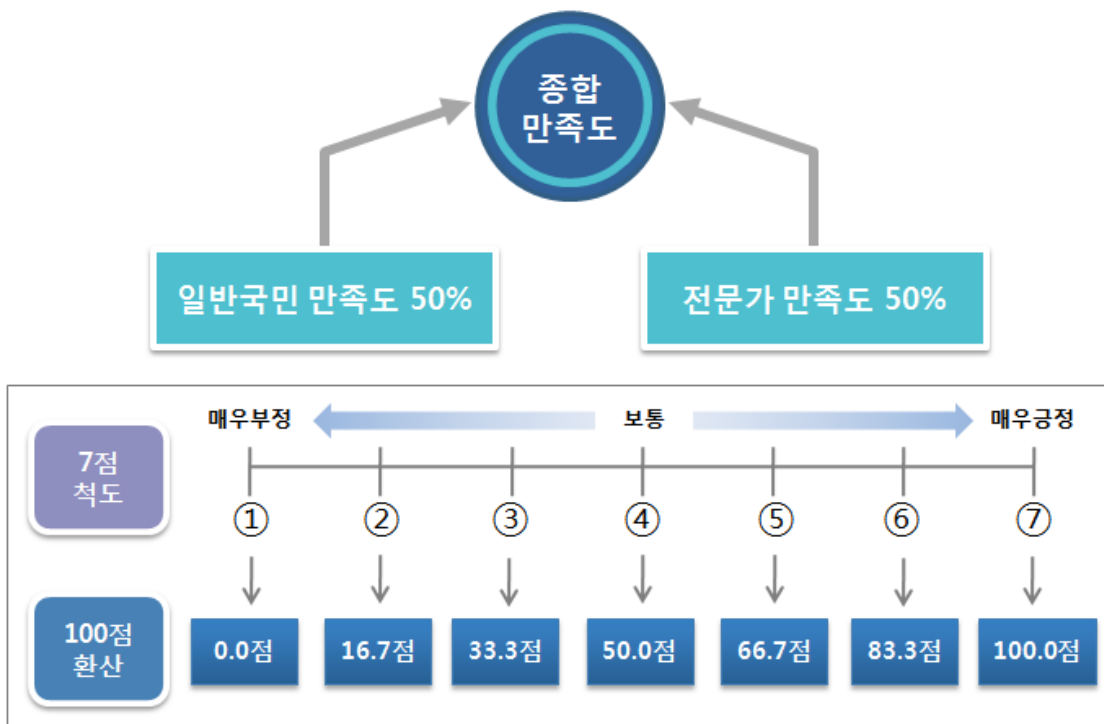 종합
만족도
일반국민 만족도 50%
전문가 만족도 50%
매우부정 보통 매우긍정
7점
척도
① ② ③ ④ ⑤ ⑥ ⑦
100점
환산
0.0점 16.7점 33.3점 50.0점 66.7점 83.3점 100.0점